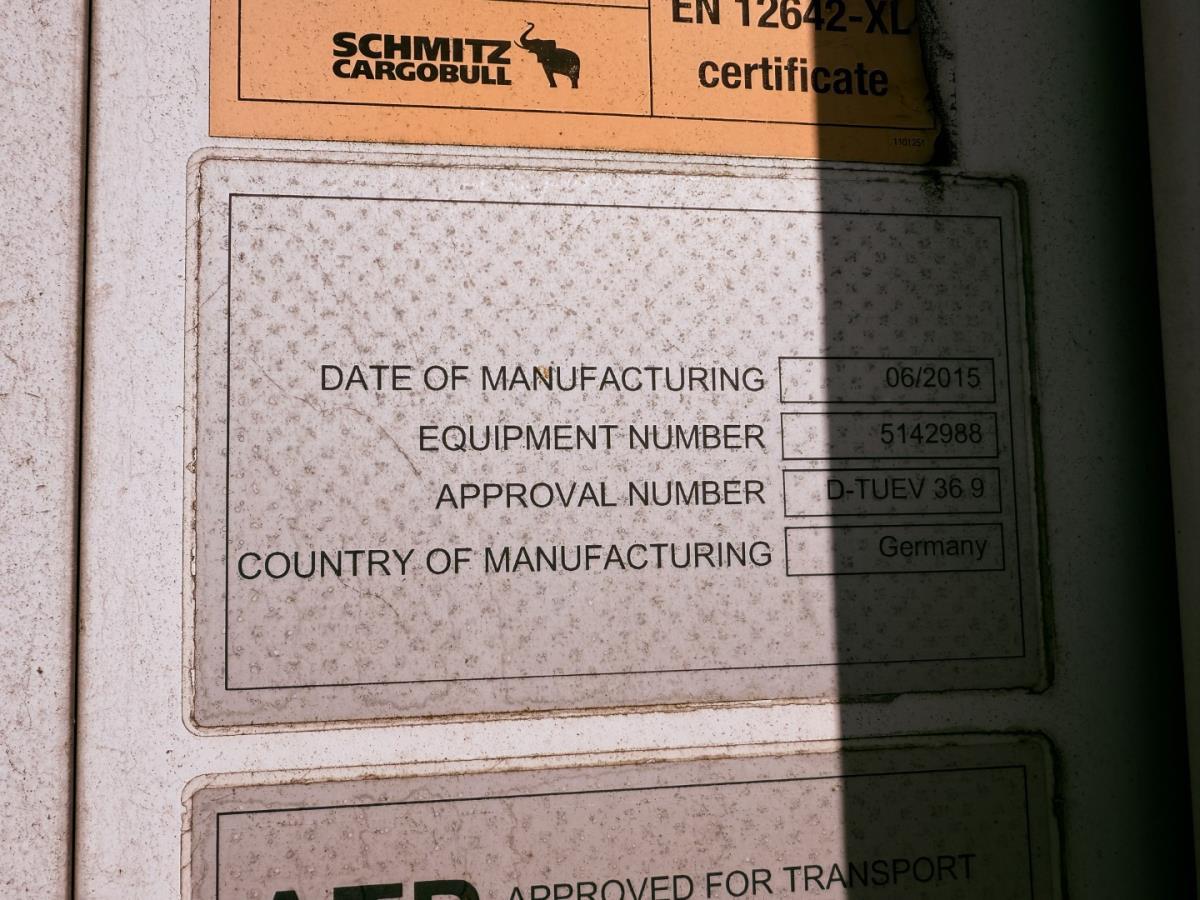 EN 12642-XL
SCHMITZ
CARGOBULL
certificate
1101251
DATE OF MANUFACTURING 06/2015
EQUIPMENT NUMBER 5142988
APPROVAL NUMBER D-TUEV 36 9
COUNTRY OF MANUFACTURING Germany
APPROVED FOR TRANSPORT